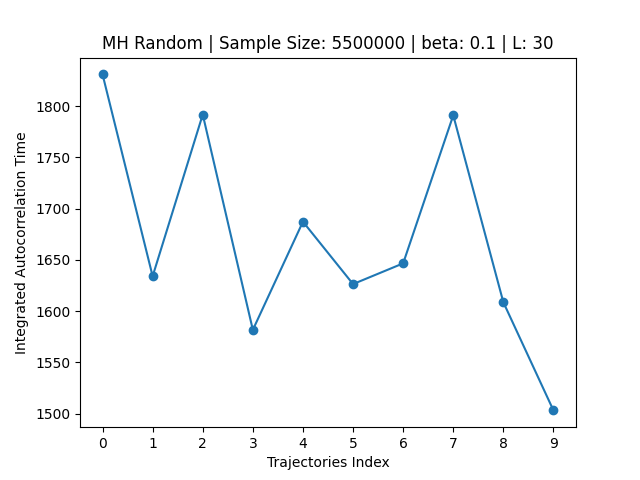 MH Random | Sample Size: 5500000 | beta: 0.1 | L: 30
Integrated Autocorrelation Time
1800
1750
1700
1650
1600
1550
1500
0 1 2 3 4 5 6 7 8 9
Trajectories Index